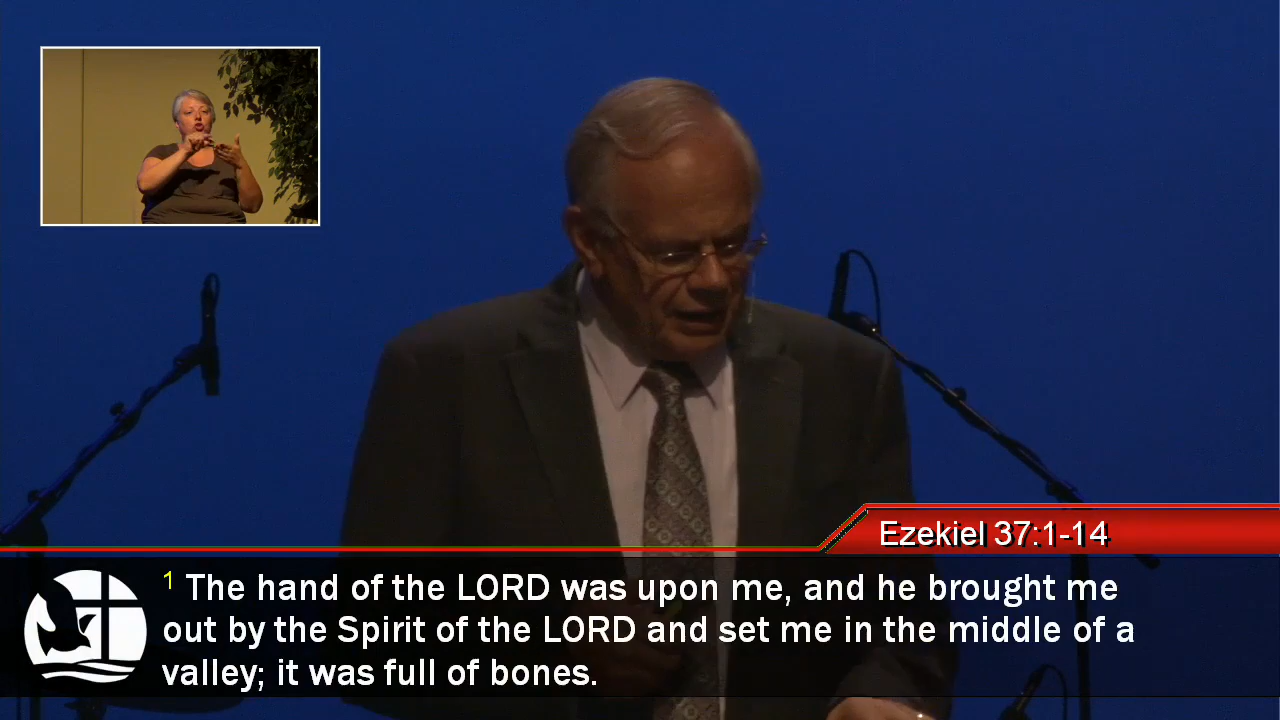 Ezekiel 37:1-14
1 The hand of the LORD was upon me, and he brought me
out by the Spirit of the LORD and set me in the middle of a
valley; it was full of bones.